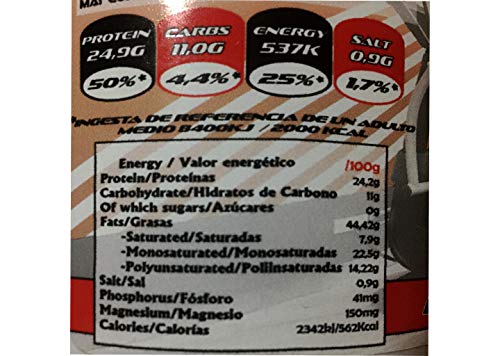 PROTEIN
24,9G
50%*
CARBS
11,0G
4,4%*
ENERGY
537K
25%*
SALT
0,9G
1,7%*
*INGESTA DE REFERENCIA DE UN ADULTO
MEDIO 8400KJ / 2000 KCAL
Energy / Valor energético /100g
Protein/Proteínas 24,2g
Carbohydrate/Hidratos de Carbono 11g
Of which sugars/Azúcares 0g
Fats/Grasas 44,42g
-Saturated/Saturadas 7,9g
-Monosaturated/Monosaturadas 22,5g
-Polyunsaturated/Poliinsaturadas 14,22g
Salt/Sal 0,9g
Phosphorus/Fósforo 41mg
Magnesium/Magnesio 150mg
Calories/Calorías 2342kj/562Kcal